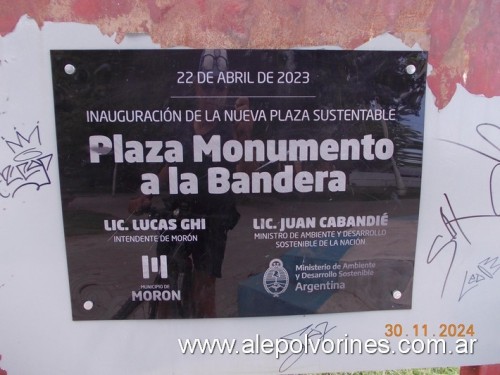 22 DE ABRIL DE 2023
INAUGURACIÓN DE LA NUEVA PLAZA SUSTENTABLE
Plaza Monumento
a la Bandera
LIC. LUCAS GHI
INTENDENTE DE MORÓN
LIC. JUAN CABANDIÉ
MINISTRO DE AMBIENTE Y DESARROLLO
SOSTENIBLE DE LA NACIÓN
MUNICIPIO DE
MORON
Ministerio de Ambiente
y Desarrollo Sostenible
Argentina
30.11.2024
www.alepolvorines.com.ar